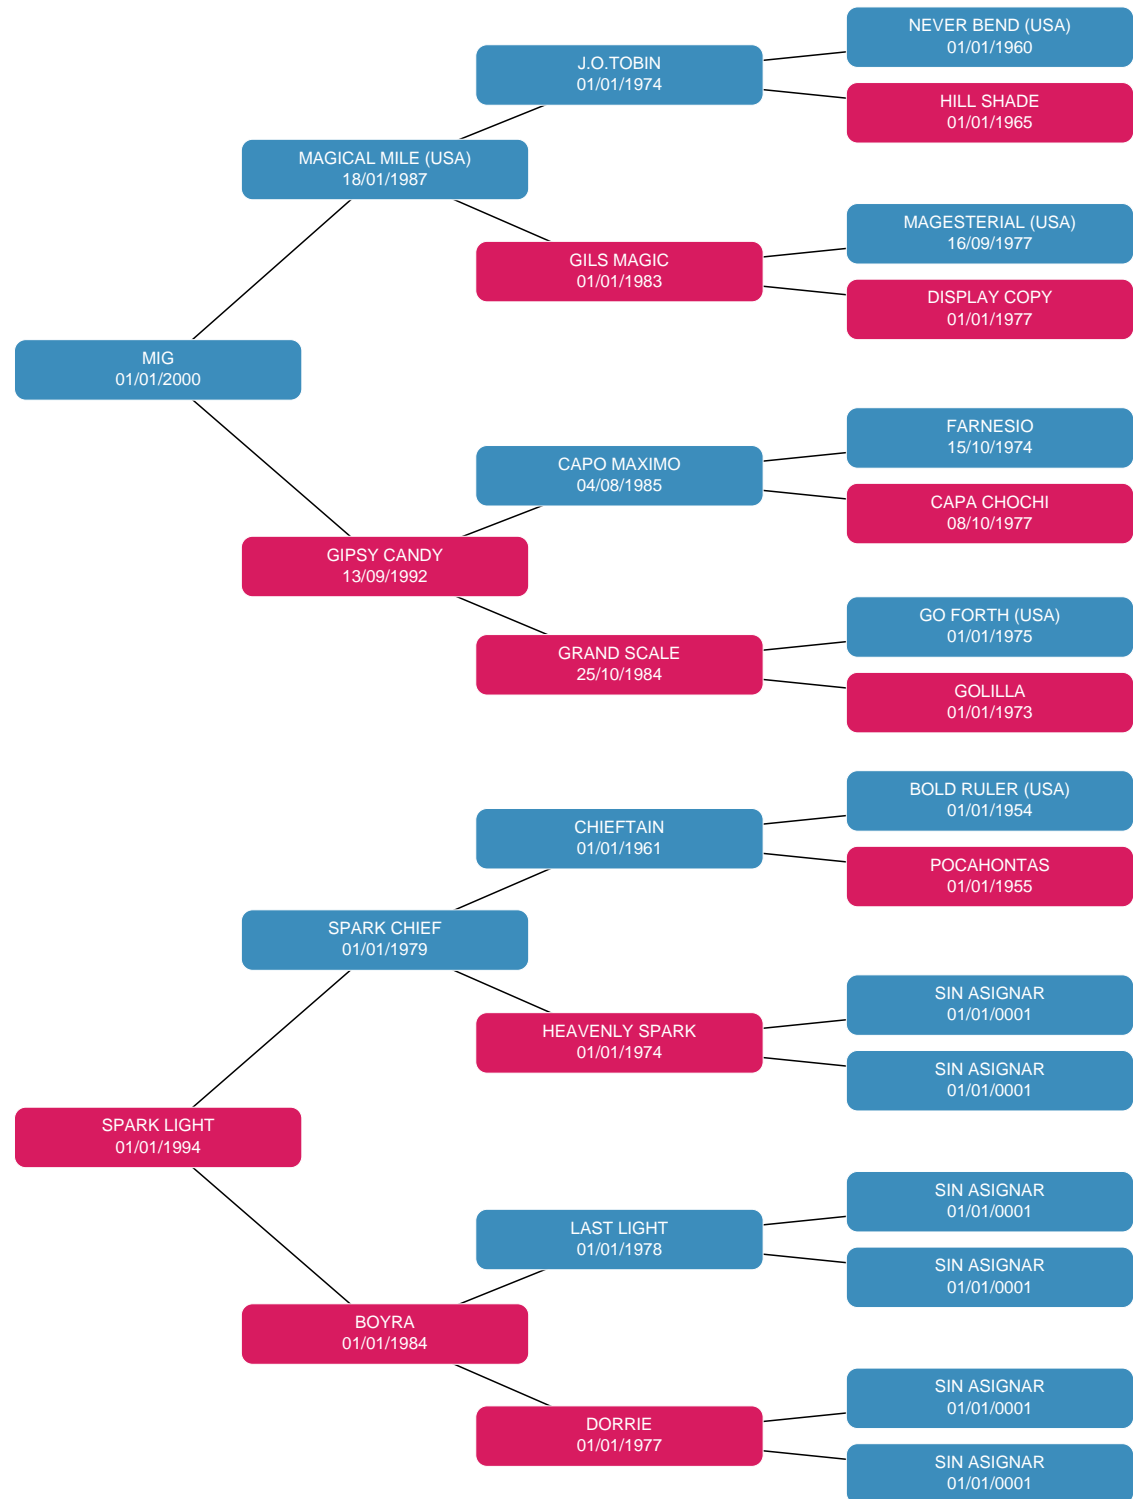 NEVER BEND (USA)
01/01/1960
J.O.TOBIN
01/01/1974
HILL SHADE
01/01/1965
MAGICAL MILE (USA)
18/01/1987
MAGESTERIAL (USA)
16/09/1977
GILS MAGIC
01/01/1983
DISPLAY COPY
01/01/1977
MIG
01/01/2000
FARNESIO
15/10/1974
CAPO MAXIMO
04/08/1985
CAPA CHOCHI
08/10/1977
GIPSY CANDY
13/09/1992
GO FORTH (USA)
01/01/1975
GRAND SCALE
25/10/1984
GOLILLA
01/01/1973
BOLD RULER (USA)
01/01/1954
CHIEFTAIN
01/01/1961
POCAHONTAS
01/01/1955
SPARK CHIEF
01/01/1979
SIN ASIGNAR
01/01/0001
HEAVENLY SPARK
01/01/1974
SIN ASIGNAR
01/01/0001
SPARK LIGHT
01/01/1994
SIN ASIGNAR
01/01/0001
LAST LIGHT
01/01/1978
SIN ASIGNAR
01/01/0001
BOYRA
01/01/1984
SIN ASIGNAR
01/01/0001
DORRIE
01/01/1977
SIN ASIGNAR
01/01/0001